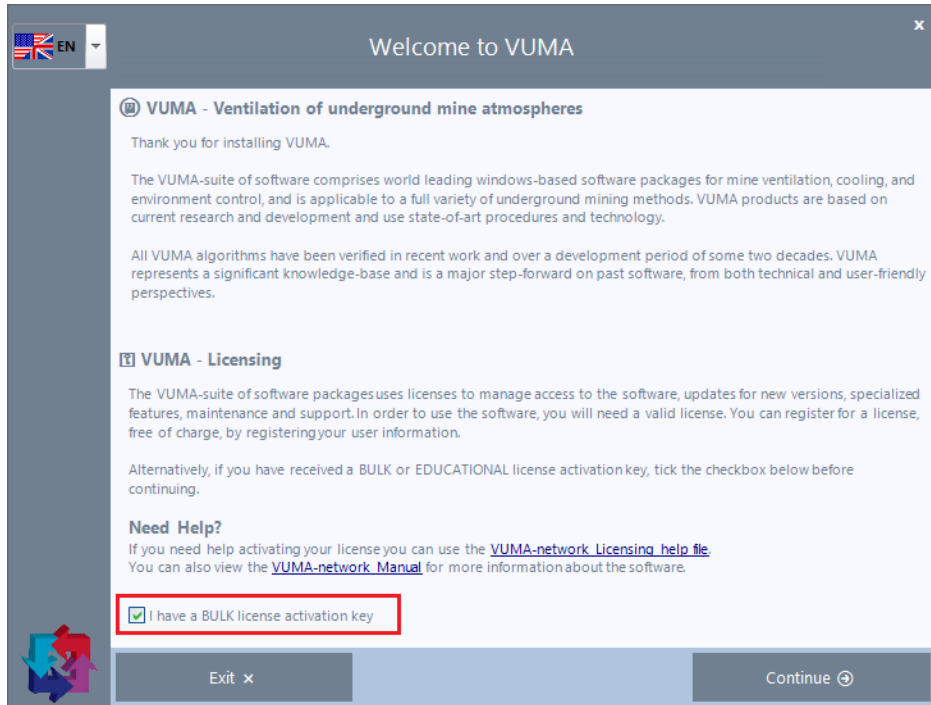 EN
Welcome to VUMA
x
VUMA - Ventilation of underground mine atmospheres
Thank you for installing VUMA.
The VUMA-suite of software comprises world leading windows-based software packages for mine ventilation, cooling, and
environment control, and is applicable to a full variety of underground mining methods. VUMA products are based on
current research and development and use state-of-art procedures and technology.
All VUMA algorithms have been verified in recent work and over a development period of some two decades. VUMA
represents a significant knowledge-base and is a major step-forward on past software, from both technical and user-friendly
perspectives.
VUMA - Licensing
The VUMA-suite of software packages uses licenses to manage access to the software, updates for new versions, specialized
features, maintenance and support. In order to use the software, you will need a valid license. You can register for a license,
free of charge, by registering your user information.
Alternatively, if you have received a BULK or EDUCATIONAL license activation key, tick the checkbox below before
continuing.
Need Help?
If you need help activating your license you can use the VUMA-network Licensing help file.
You can also view the VUMA-network Manual for more information about the software.
I have a BULK license activation key
Exit x
Continue